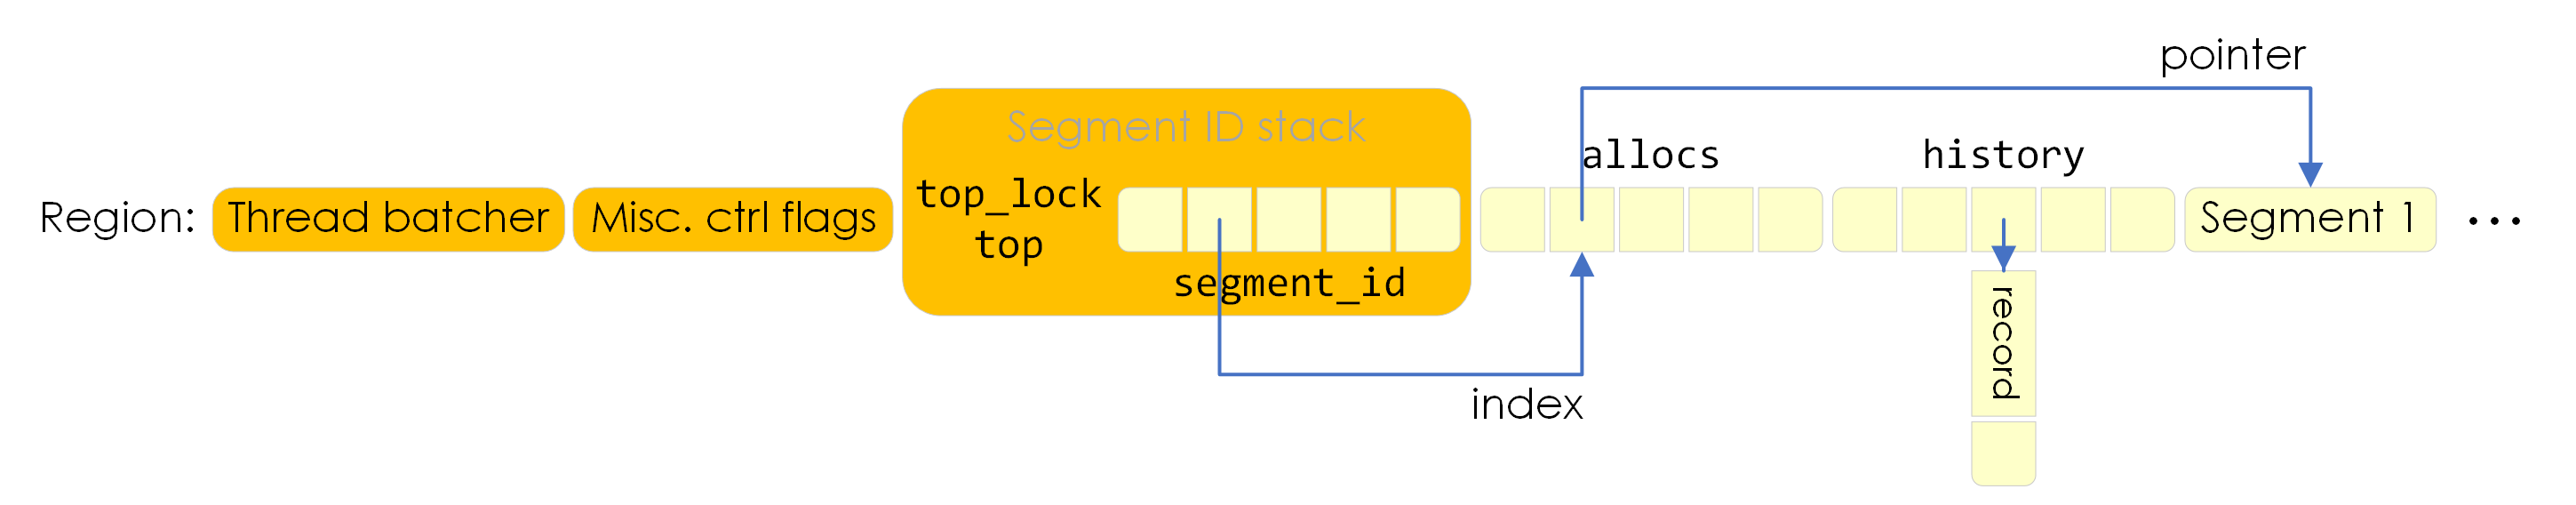 pointer
Segment ID stack
allocs
history
Region:
Thread batcher
Misc. ctrl flags
top_lock
top
segment_id
Segment 1
...
record
index